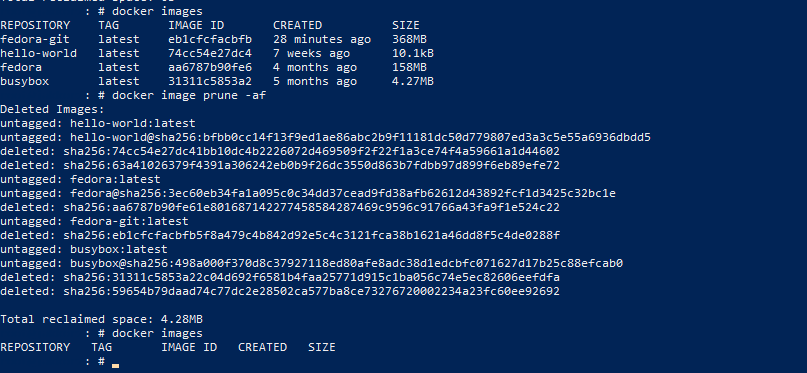 Total reclaimed space:
: # docker images
REPOSITORY TAG IMAGE ID CREATED SIZE
fedora-git latest eb1cfcfacbfb 28 minutes ago 368MB
hello-world latest 74cc54e27dc4 7 weeks ago 10.1kB
fedora latest aa6787b90fe6 4 months ago 158MB
busybox latest 31311c5853a2 5 months ago 4.27MB
: # docker image prune -af
Deleted Images:
untagged: hello-world:latest
untagged: hello-world@sha256:bfbb0cc14f13f9ed1ae86abc2b9f11181dc50d779807ed3a3c5e55a6936dbdd5
deleted: sha256:74cc54e27dc41bb10dc4b2226072d469509f2f22f1a3ce74f4a59661a1d44602
deleted: sha256:63a41026379f4391a306242eb0b9f26dc3550d863b7fdbb97d899f6eb89efe72
untagged: fedora:latest
untagged: fedora@sha256:3ec60eb34fa1a095c0c34dd37cead9fd38afb62612d43892fcf1d3425c32bc1e
deleted: sha256:aa6787b90fe61e801687142277458584287469c9596c91766a43fa9f1e524c22
untagged: fedora-git:latest
deleted: sha256:eb1cfcfacbfb5f8a479c4b842d92e5c4c3121fca38b1621a46dd8f5c4de0288f
untagged: busybox:latest
untagged: busybox@sha256:498a000f370d8c37927118ed80afe8adc38d1edcbfc071627d17b25c88efcab0
deleted: sha256:31311c5853a22c04d692f6581b4faa25771d915c1ba056c74e5ec82606eefdfa
deleted: sha256:59654b79daad74c77dc2e28502ca577ba8ce73276720002234a23fc60ee92692
Total reclaimed space: 4.28MB
: # docker images
REPOSITORY TAG IMAGE ID CREATED SIZE
: #